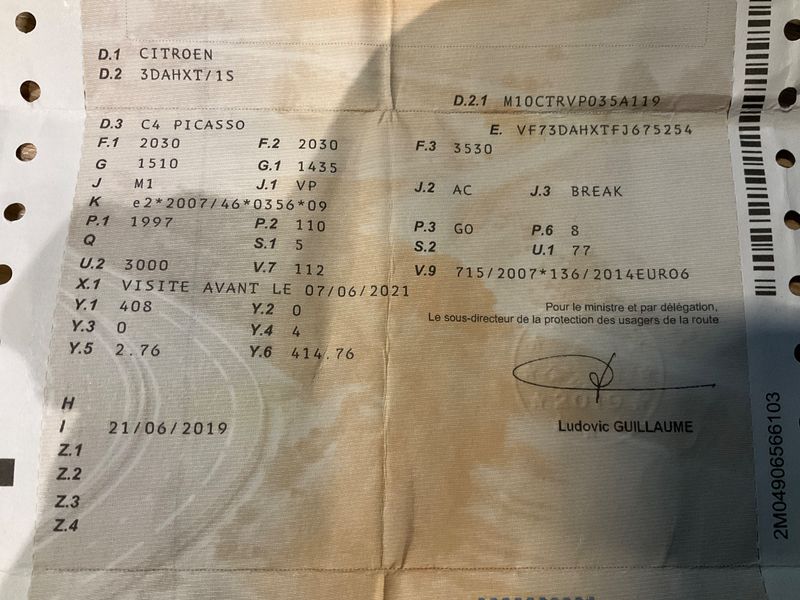 D.1 CITROEN
D.2 3DAHXT/1S
D.2.1 M10CTRVP035A119
D.3 C4 PICASSO
E. VF73DAHXTFJ675254
F.1 2030 F.2 2030 F.3 3530
G 1510 G.1 1435
J M1 J.1 VP J.2 AC J.3 BREAK
K e2*2007/46*0356*09
P.1 1997 P.2 110 P.3 GO P.6 8
Q S.1 5 S.2 U.1 77
U.2 3000 V.7 112 V.9 715/2007*136/2014EURO6
X.1 VISITE AVANT LE 07/06/2021
Y.1 408 Y.2 0
Y.3 0 Y.4 4
Y.5 2.76 Y.6 414.76
Pour le ministre et par délégation,
Le sous-directeur de la protection des usagers de la route
Ludovic GUILLAUME
H
I 21/06/2019
Z.1
Z.2
Z.3
Z.4
2M04906566103